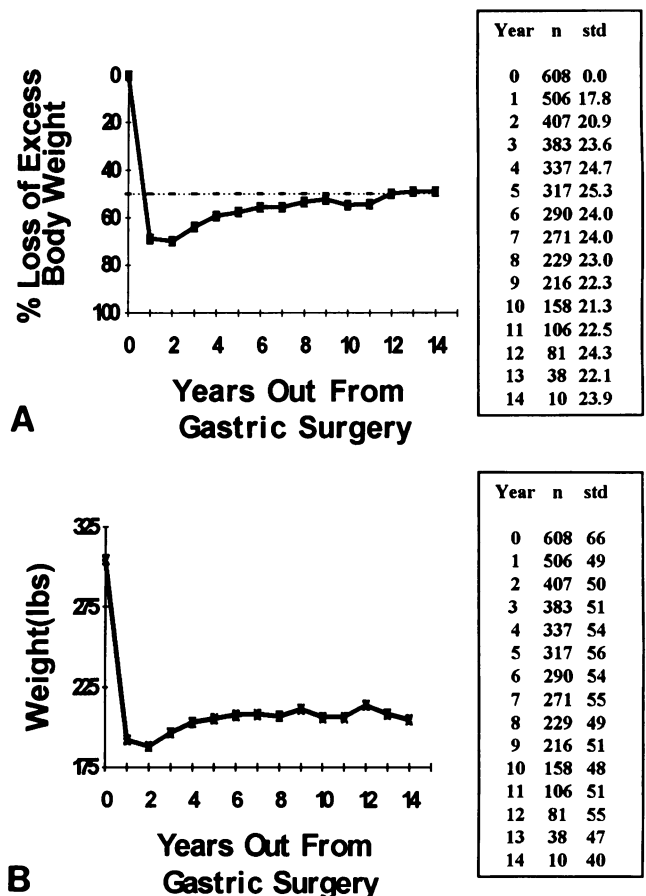 % Loss of Excess
Body Weight
0
20
40
60
80
100
0 2 4 6 8 10 12 14
Years Out From
Gastric Surgery
A
Year n std
0 608 0.0
1 506 17.8
2 407 20.9
3 383 23.6
4 337 24.7
5 317 25.3
6 290 24.0
7 271 24.0
8 229 23.0
9 216 22.3
10 158 21.3
11 106 22.5
12 81 24.3
13 38 22.1
14 10 23.9
Weight(lbs)
325
275
225
175
0 2 4 6 8 10 12 14
Years Out From
Gastric Surgery
B
Year n std
0 608 66
1 506 49
2 407 50
3 383 51
4 337 54
5 317 56
6 290 54
7 271 55
8 229 49
9 216 51
10 158 48
11 106 51
12 81 55
13 38 47
14 10 40